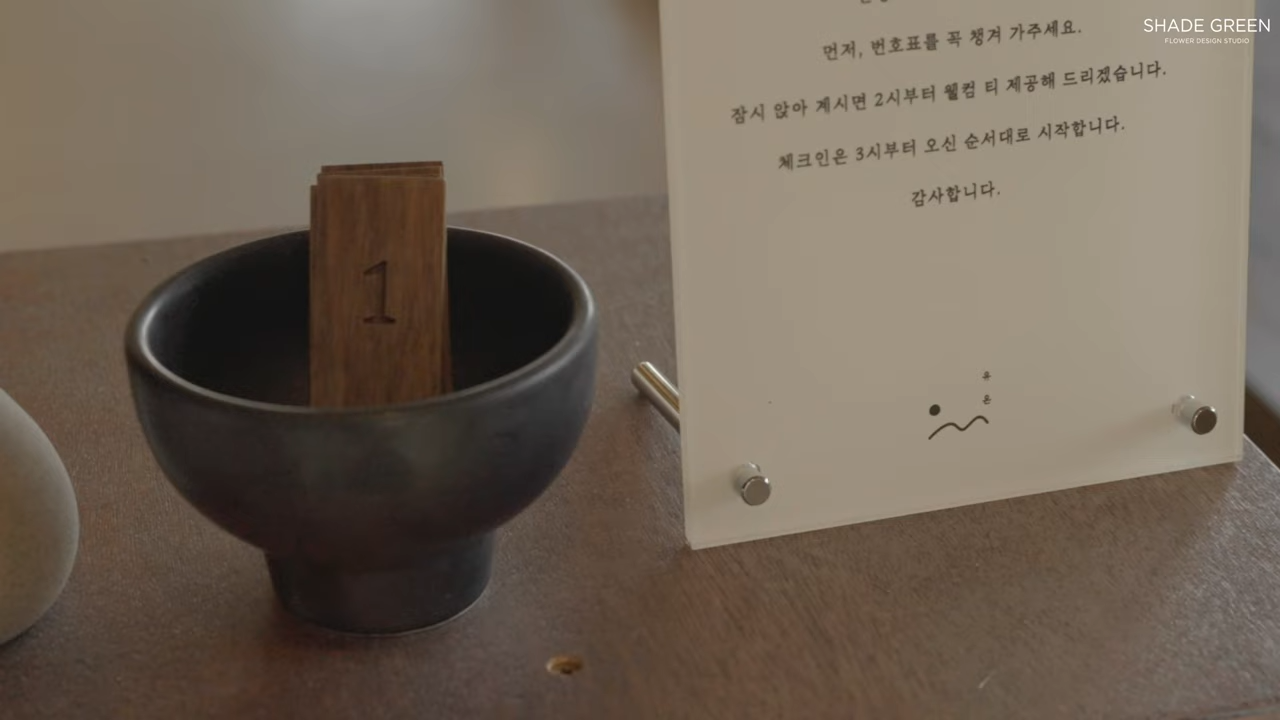 SHADE GREEN
FLOWER DESIGN STUDIO
먼저, 번호표를 꼭 챙겨 가주세요.
잠시 앉아 계시면 2시부터 웰컴 티 제공해 드리겠습니다.
체크인은 3시부터 오신 순서대로 시작합니다.
감사합니다.
유
온
1